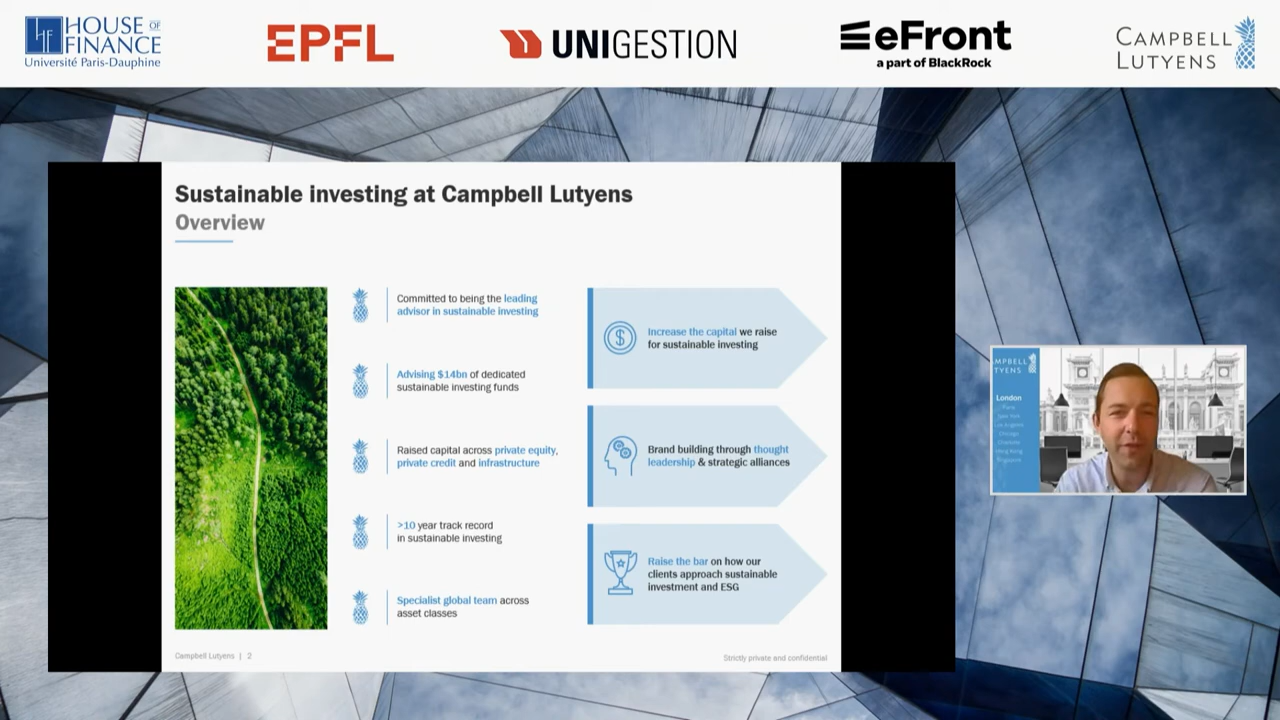 HOUSE OF
FINANCE
Université Paris-Dauphine
EPFL
UNIGESTION
eFront
a part of BlackRock
CAMPBELL
LUTYENS
Sustainable investing at Campbell Lutyens
Overview
Committed to being the leading
advisor in sustainable investing
Advising $14bn of dedicated
sustainable investing funds
Raised capital across private equity,
private credit and infrastructure
>10 year track record
in sustainable investing
Specialist global team across
asset classes
Increase the capital we raise
for sustainable investing
Brand building through thought
leadership & strategic alliances
Raise the bar on how our
clients approach sustainable
investment and ESG
Campbell Lutyens | 2
Strictly private and confidential
MPBELL
TYENS
London
Paris
New York
Los Angeles
Chicago
Charlotte
Hong Kong
Singapore